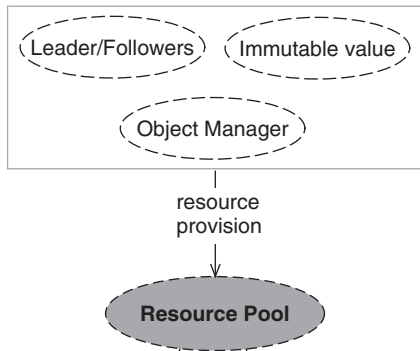 Leader/Followers
Immutable value
Object Manager
resource
provision
Resource Pool